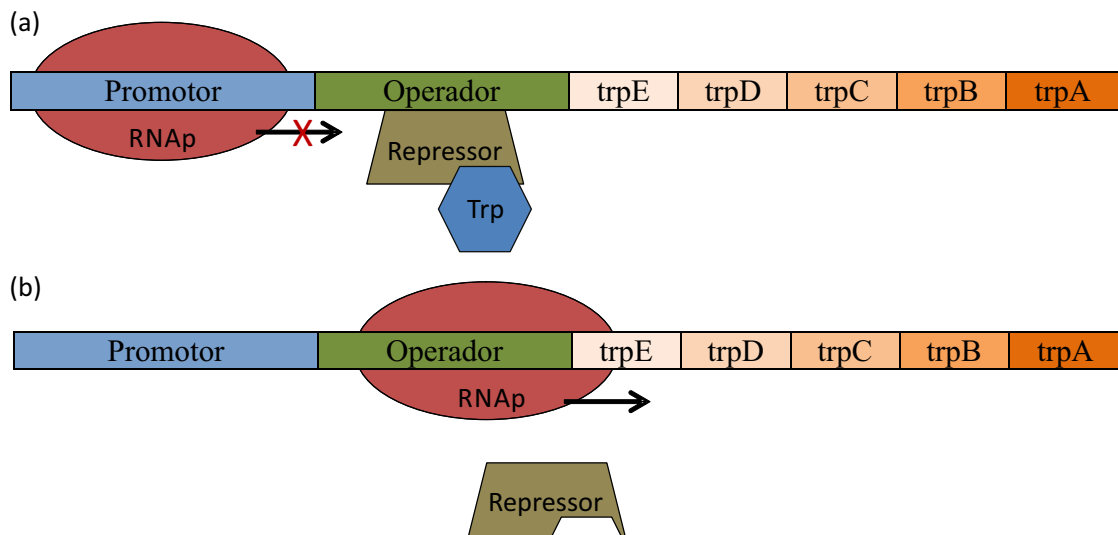 (a)
Promotor Operador trpE trpD trpC trpB trpA
RNAp X Repressor
Trp
(b)
Promotor Operador trpE trpD trpC trpB trpA
RNAp
Repressor